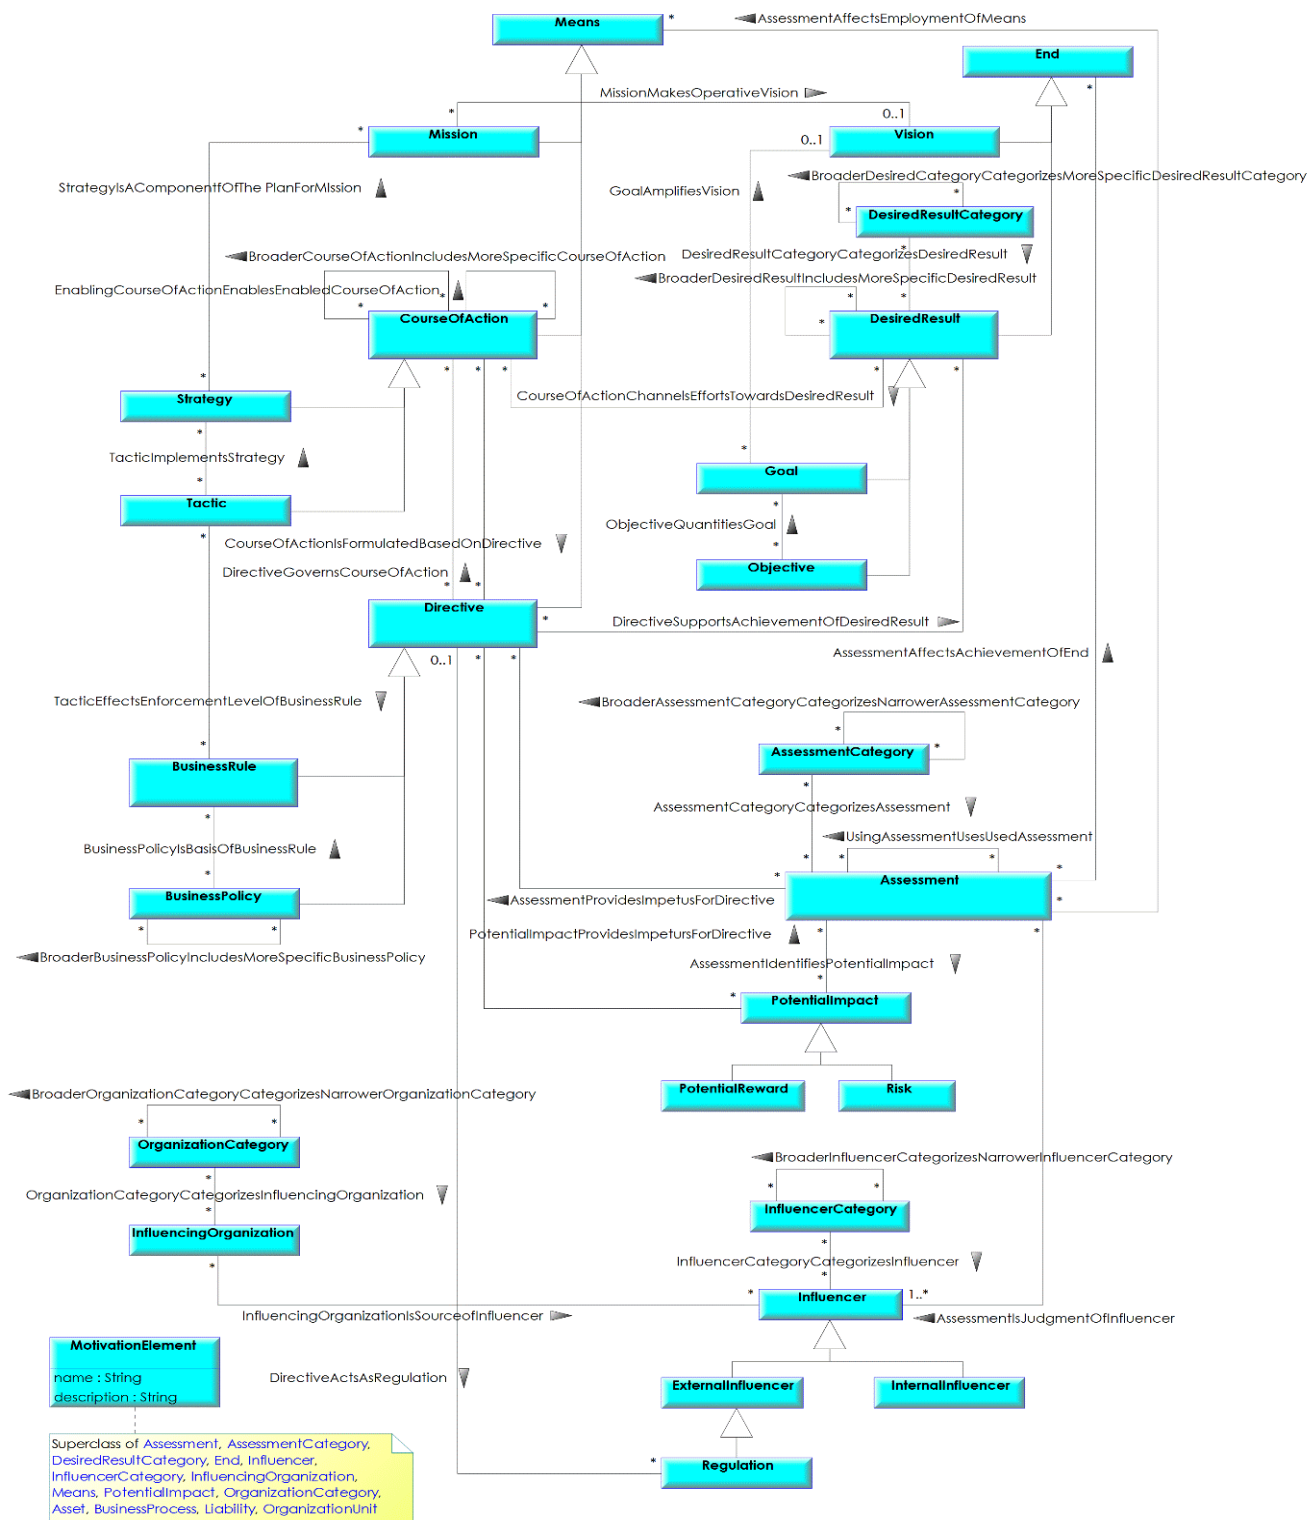 Means
*
AssessmentAffectsEmploymentOfMeans
End
*
MissionMakesOperativeVision
*
0..1
*
Mission
0..1
Vision
StrategyIsAComponentfOfThe PlanForMIssion
GoalAmplifiesVision
BroaderDesiredCategoryCategorizesMoreSpecificDesiredResultCategory
*
*
DesiredResultCategory
*
BroaderCourseOfActionIncludesMoreSpecificCourseOfAction
DesiredResultCategoryCategorizesDesiredResult
BroaderDesiredResultIncludesMoreSpecificDesiredResult
EnablingCourseOfActionEnablesEnabledCourseOfAction
*
*
*
*
*
*
CourseOfAction
DesiredResult
*
*
*
*
*
*
Strategy
CourseOfActionChannelsEffortsTowardsDesiredResult
*
TacticImplementsStrategy
*
*
Goal
Tactic
*
*
ObjectiveQuantitiesGoal
CourseOfActionIsFormulatedBasedOnDirective
*
DirectiveGovernsCourseOfAction
Objective
*
*
Directive
*
DirectiveSupportsAchievementOfDesiredResult
0..1
*
*
AssessmentAffectsAchievementOfEnd
TacticEffectsEnforcementLevelOfBusinessRule
BroaderAssessmentCategoryCategorizesNarrowerAssessmentCategory
*
*
*
AssessmentCategory
BusinessRule
*
AssessmentCategoryCategorizesAssessment
*
UsingAssessmentUsesUsedAssessment
BusinessPolicyIsBasisOfBusinessRule
*
*
*
*
*
*
Assessment
BusinessPolicy
AssessmentProvidesImpetusForDirective
*
*
*
PotentialImpactProvidesImpetursForDirective
*
*
BroaderBusinessPolicyIncludesMoreSpecificBusinessPolicy
AssessmentIdentifiesPotentialImpact
*
*
PotentialImpact
PotentialReward
Risk
BroaderOrganizationCategoryCategorizesNarrowerOrganizationCategory
*
*
OrganizationCategory
*
BroaderInfluencerCategorizesNarrowerInfluencerCategory
OrganizationCategoryCategorizesInfluencingOrganization
*
*
*
InfluencerCategory
InfluencingOrganization
*
*
InfluencerCategoryCategorizesInfluencer
*
*
Influencer
1..*
InfluencingOrganizationIsSourceofInfluencer
AssessmentIsJudgmentOfInfluencer
MotivationElement
name : String
description : String
DirectiveActsAsRegulation
ExternalInfluencer
InternalInfluencer
Superclass of Assessment, AssessmentCategory,
DesiredResultCategory, End, Influencer,
InfluencerCategory, InfluencingOrganization,
Means, PotentialImpact, OrganizationCategory,
Asset, BusinessProcess, Liability, OrganizationUnit
*
Regulation